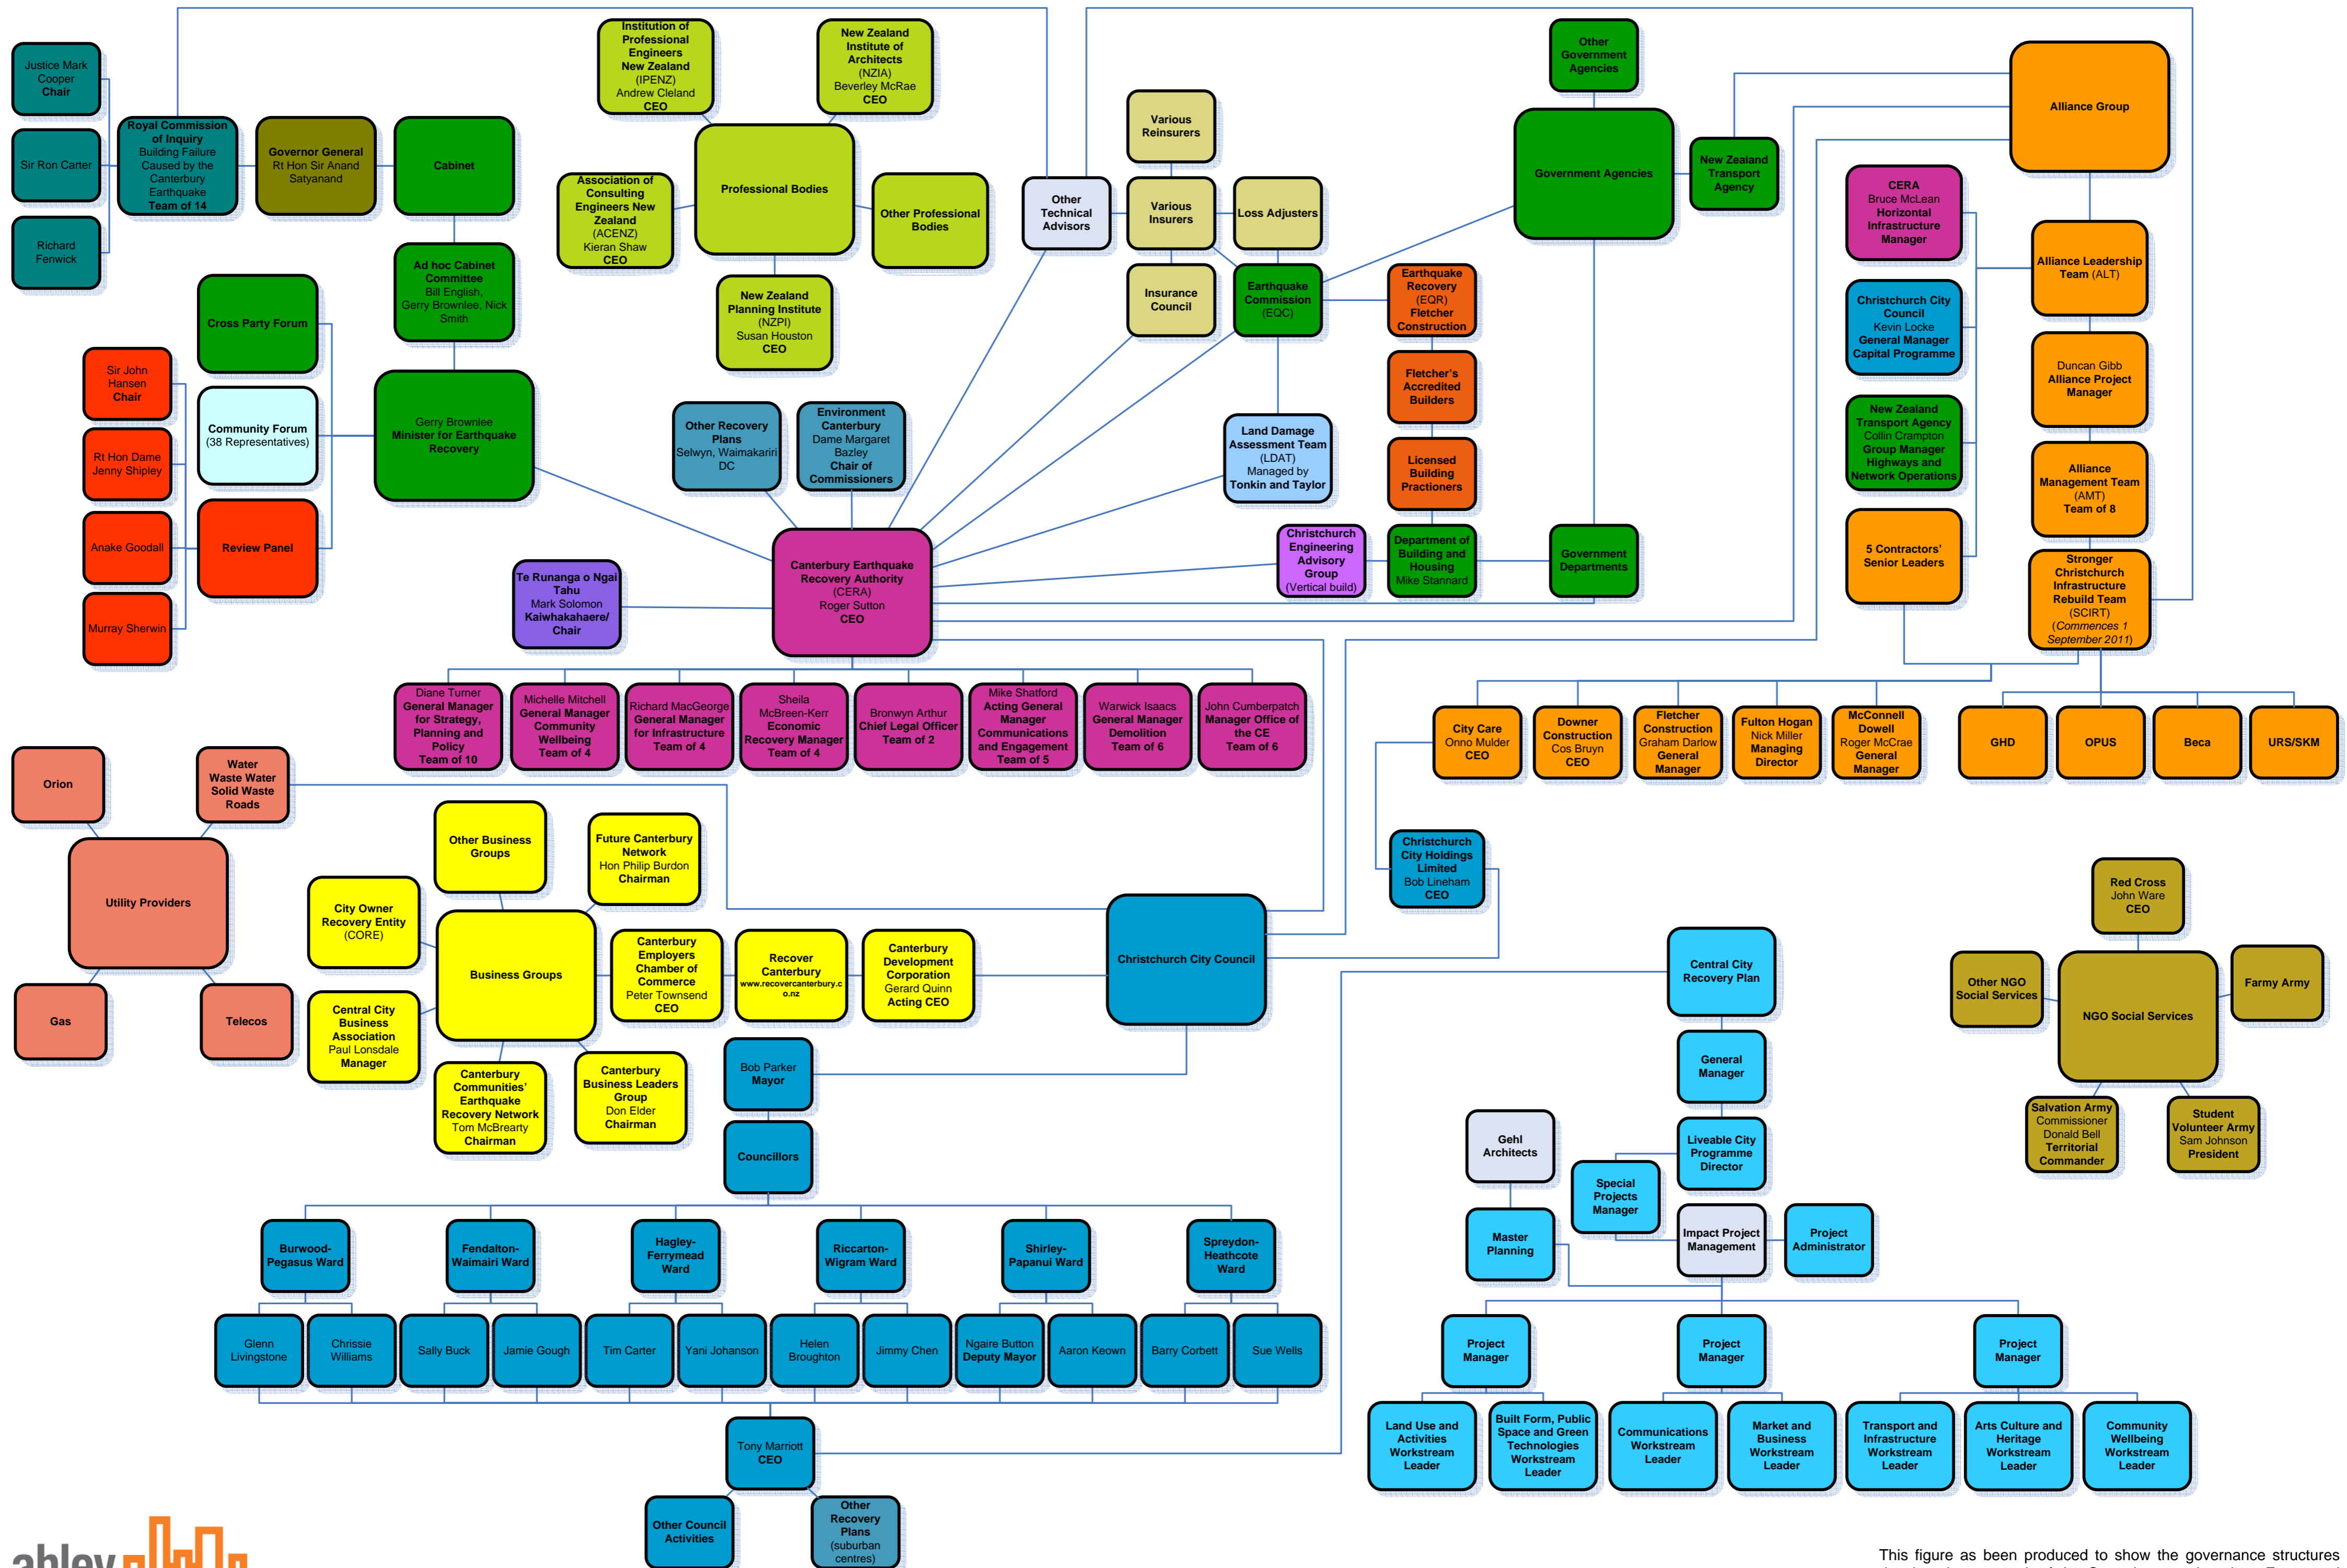 Justice Mark
Cooper
Chair
Sir Ron Carter
Richard
Fenwick
Royal Commission
of Inquiry
Building Failure
Caused by the
Canterbury
Earthquake
Team of 14
Governor General
Rt Hon Sir Anand
Satyanand
Cabinet
Ad hoc Cabinet
Committee
Bill English,
Gerry Brownlee, Nick
Smith
Cross Party Forum
Community Forum
(38 Representatives)
Review Panel
Sir John
Hansen
Chair
Rt Hon Dame
Jenny Shipley
Anake Goodall
Murray Sherwin
Gerry Brownlee
Minister for Earthquake
Recovery
Institution of
Professional
Engineers
New Zealand
(IPENZ)
Andrew Cleland
CEO
New Zealand
Institute of
Architects
(NZIA)
Beverley McRae
CEO
Association of
Consulting
Engineers New
Zealand
(ACENZ)
Kieran Shaw
CEO
Professional Bodies
Other Professional
Bodies
New Zealand
Planning Institute
(NZPI)
Susan Houston
CEO
Other
Technical
Advisors
Various
Reinsurers
Various
Insurers
Loss Adjusters
Insurance
Council
Earthquake
Commission
(EQC)
Earthquake
Recovery
(EQR)
Fletcher
Construction
Fletcher's
Accredited
Builders
Licensed
Building
Practioners
Department of
Building and
Housing
Mike Stannard
Government
Departments
Christchurch
Engineering
Advisory
Group
(Vertical build)
Land Damage
Assessment Team
(LDAT)
Managed by
Tonkin and Taylor
Other
Government
Agencies
Government Agencies
New Zealand
Transport
Agency
Alliance Group
CERA
Bruce McLean
Horizontal
Infrastructure
Manager
Christchurch City
Council
Kevin Locke
General Manager
Capital Programme
New Zealand
Transport Agency
Collin Crampton
Group Manager
Highways and
Network Operations
5 Contractors'
Senior Leaders
Alliance Leadership
Team (ALT)
Duncan Gibb
Alliance Project
Manager
Alliance
Management Team
(AMT)
Team of 8
Stronger
Christchurch
Infrastructure
Rebuild Team
(SCIRT)
(Commences 1
September 2011)
Other Recovery
Plans
Selwyn, Waimakariri
DC
Environment
Canterbury
Dame Margaret
Bazley
Chair of
Commissioners
Te Runanga o Ngai
Tahu
Mark Solomon
Kaiwhakahaere/
Chair
Canterbury Earthquake
Recovery Authority
(CERA)
Roger Sutton
CEO
Diane Turner
General Manager
for Strategy,
Planning and
Policy
Team of 10
Michelle Mitchell
General Manager
Community
Wellbeing
Team of 4
Richard MacGeorge
General Manager
for Infrastructure
Team of 4
Sheila
McBreen-Kerr
Economic
Recovery Manager
Team of 4
Bronwyn Arthur
Chief Legal Officer
Team of 2
Mike Shatford
Acting General
Manager
Communications
and Engagement
Team of 5
Warwick Isaacs
General Manager
Demolition
Team of 6
John Cumberpatch
Manager Office of
the CE
Team of 6
City Care
Onno Mulder
CEO
Downer
Construction
Cos Bruyn
CEO
Fletcher
Construction
Graham Darlow
General
Manager
Fulton Hogan
Nick Miller
Managing
Director
McConnell
Dowell
Roger McCrae
General
Manager
GHD
OPUS
Beca
URS/SKM
Orion
Water
Waste Water
Solid Waste
Roads
Utility Providers
Gas
Telecos
Other Business
Groups
Future Canterbury
Network
Hon Philip Burdon
Chairman
City Owner
Recovery Entity
(CORE)
Business Groups
Canterbury
Employers
Chamber of
Commerce
Peter Townsend
CEO
Recover
Canterbury
www.recovercanterbury.c
o.nz
Canterbury
Development
Corporation
Gerard Quinn
Acting CEO
Central City
Business
Association
Paul Lonsdale
Manager
Canterbury
Communities'
Earthquake
Recovery Network
Tom McBrearty
Chairman
Canterbury
Business Leaders
Group
Don Elder
Chairman
Christchurch City Council
Christchurch
City Holdings
Limited
Bob Lineham
CEO
Bob Parker
Mayor
Councillors
Burwood-
Pegasus Ward
Fendalton-
Waimairi Ward
Hagley-
Ferrymead
Ward
Riccarton-
Wigram Ward
Shirley-
Papanui Ward
Spreydon-
Heathcote
Ward
Glenn
Livingstone
Chrissie
Williams
Sally Buck
Jamie Gough
Tim Carter
Yani Johanson
Helen
Broughton
Jimmy Chen
Ngaire Button
Deputy Mayor
Aaron Keown
Barry Corbett
Sue Wells
Tony Marriott
CEO
Other Council
Activities
Other
Recovery
Plans
(suburban
centres)
Central City
Recovery Plan
General
Manager
Liveable City
Programme
Director
Special
Projects
Manager
Gehl
Architects
Master
Planning
Impact Project
Management
Project
Administrator
Project
Manager
Project
Manager
Project
Manager
Land Use and
Activities
Workstream
Leader
Built Form, Public
Space and Green
Technologies
Workstream
Leader
Communications
Workstream
Leader
Market and
Business
Workstream
Leader
Transport and
Infrastructure
Workstream
Leader
Arts Culture and
Heritage
Workstream
Leader
Community
Wellbeing
Workstream
Leader
Red Cross
John Ware
CEO
Other NGO
Social Services
NGO Social Services
Farmy Army
Salvation Army
Commissioner
Donald Bell
Territorial
Commander
Student
Volunteer Army
Sam Johnson
President
abley
This figure as been produced to show the governance structures